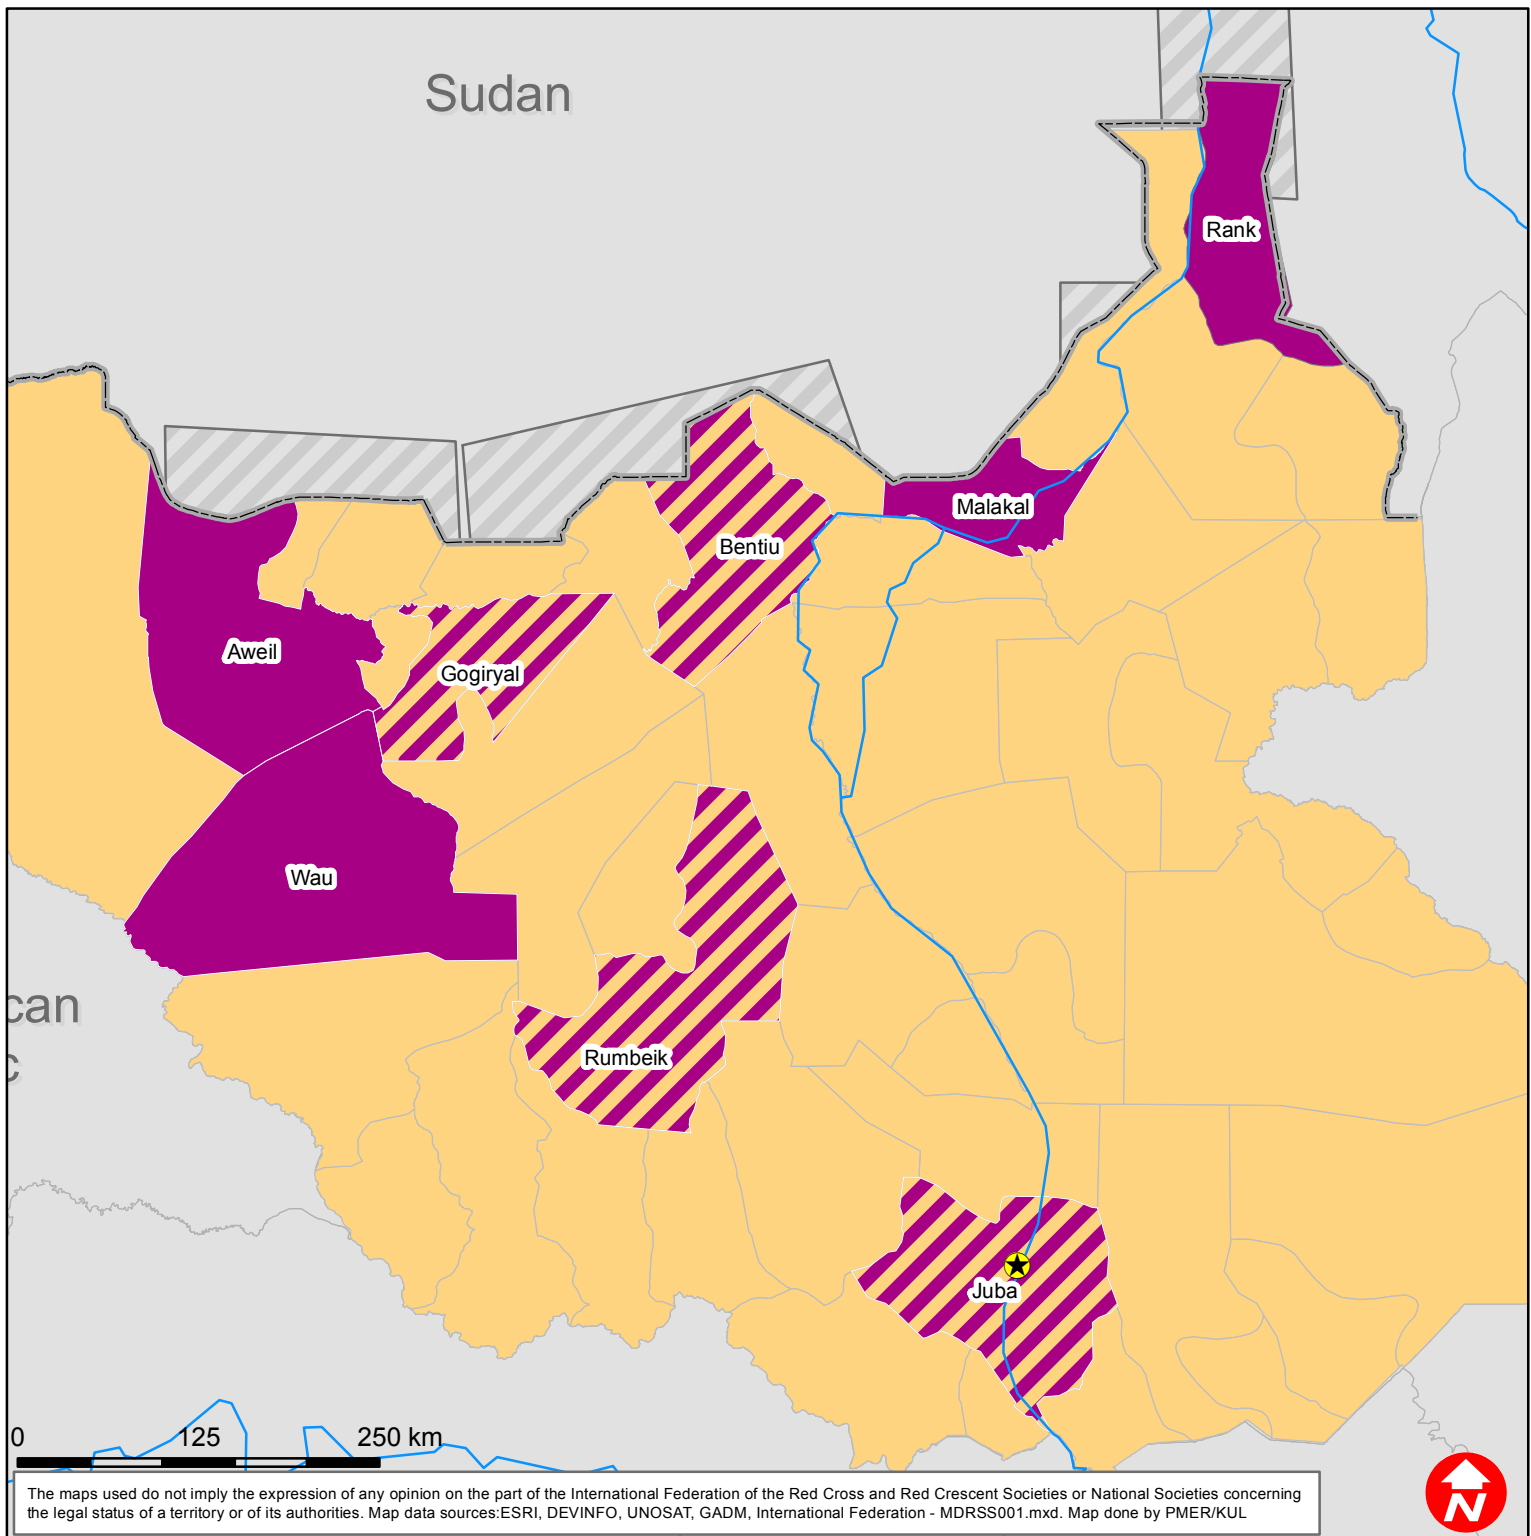 Sudan
Rank
Malakal
Bentiu
Aweil
Gogiryal
Wau
can
c
Rumbeik
Juba
0 125 250 km
The maps used do not imply the expression of any opinion on the part of the International Federation of the Red Cross and Red Crescent Societies or National Societies concerning
the legal status of a territory or of its authorities. Map data sources:ESRI, DEVINFO, UNOSAT, GADM, International Federation - MDRSS001.mxd. Map done by PMER/KUL
N